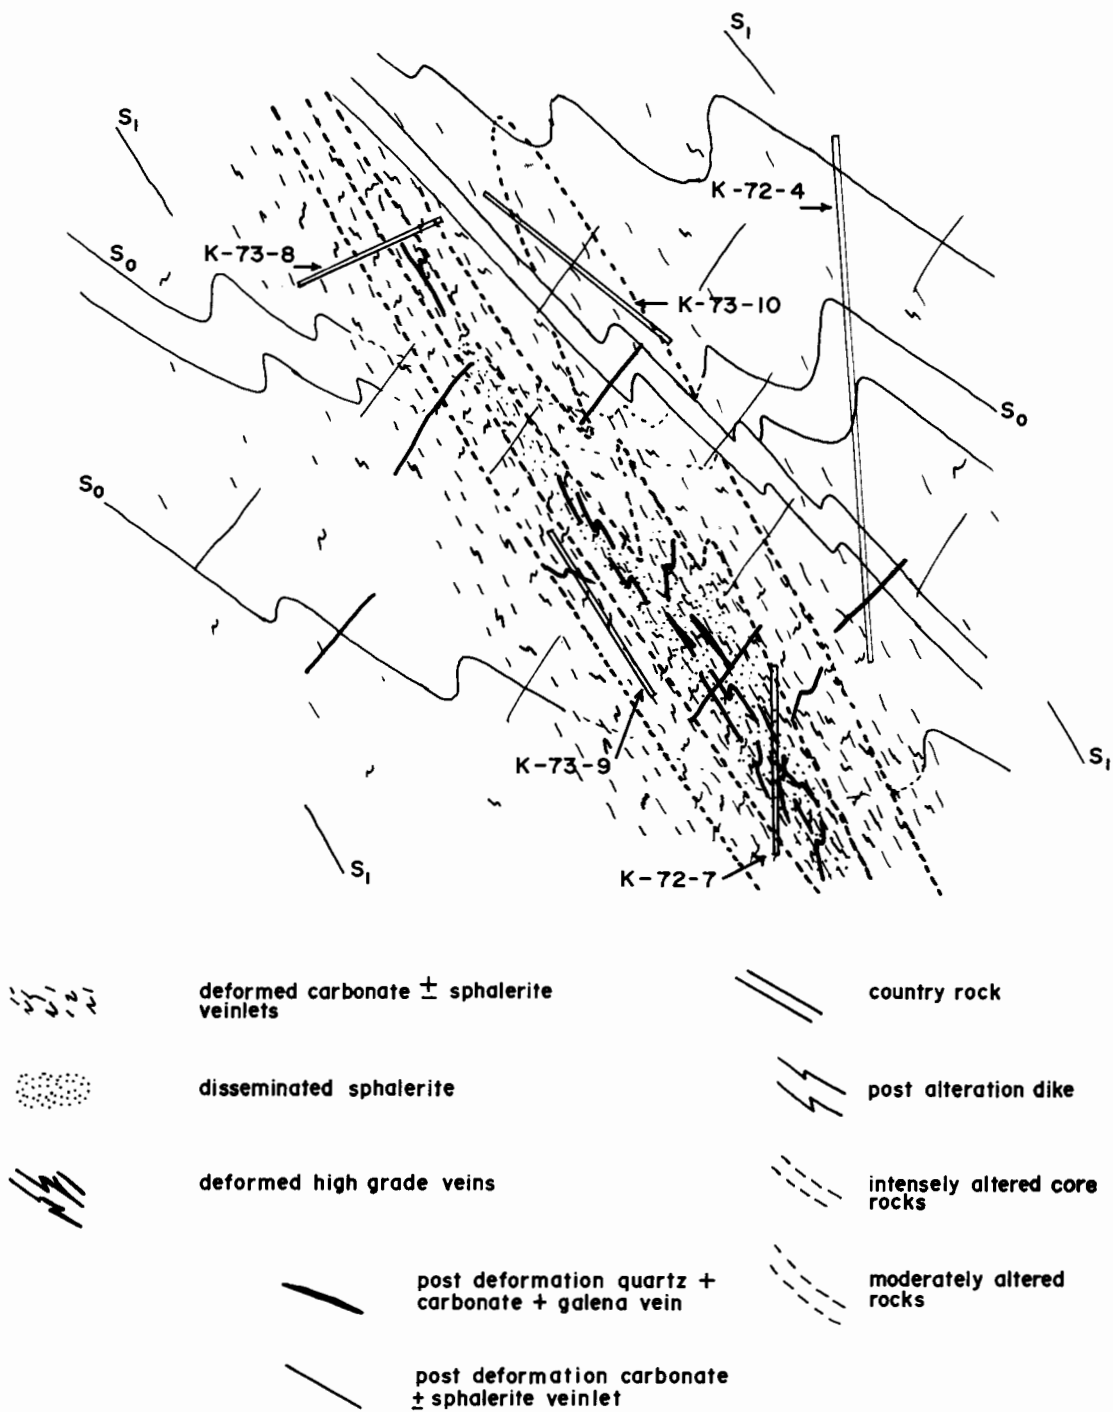 S1
S1
K-72-4
So
K-73-8
K-73-10
So
So
K-73-9
S1
K-72-7
S1
deformed carbonate ± sphalerite
veinlets
country rock
disseminated sphalerite
post alteration dike
deformed high grade veins
intensely altered core
rocks
post deformation quartz +
carbonate + galena vein
moderately altered
rocks
post deformation carbonate
± sphalerite veinlet